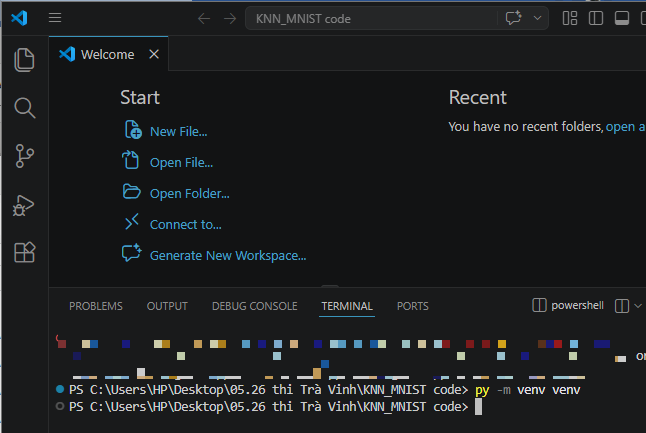 KNN_MNIST code
Welcome
Start
Recent
New File...
You have no recent folders, open a
Open File...
Open Folder...
Connect to...
Generate New Workspace...
PROBLEMS OUTPUT DEBUG CONSOLE TERMINAL PORTS powershell
PS C:\Users\HP\Desktop\05.26 thi Trà Vinh\KNN_MNIST code> py -m venv venv
PS C:\Users\HP\Desktop\05.26 thi Trà Vinh\KNN_MNIST code>